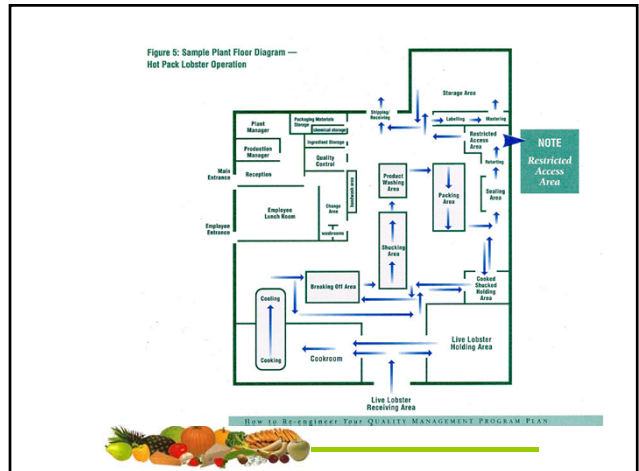 Figure 5: Sample Plant Floor Diagram —
Hot Pack Lobster Operation
Storage Area
Shipping/
Receiving
Labelling
Mastering
Plant
Manager
Packaging Materials
Storage
chemical storage
Restricted
Access
Area
NOTE
Restricted
Access
Area
Production
Manager
Ingredient Storage
Quality
Control
Retorting
Main
Entrance
Reception
Product
Washing
Area
Packing
Area
Sealing
Area
handwash area
Employee
Lunch Room
Change
Area
Employee
Entrance
washrooms
Shucking
Area
Breaking Off Area
Cooked
Shucked
Holding
Area
Cooling
Cooking
Cookroom
Live Lobster
Holding Area
Live Lobster
Receiving Area
How to Re-engineer Your QUALITY MANAGEMENT PROGRAM PLAN